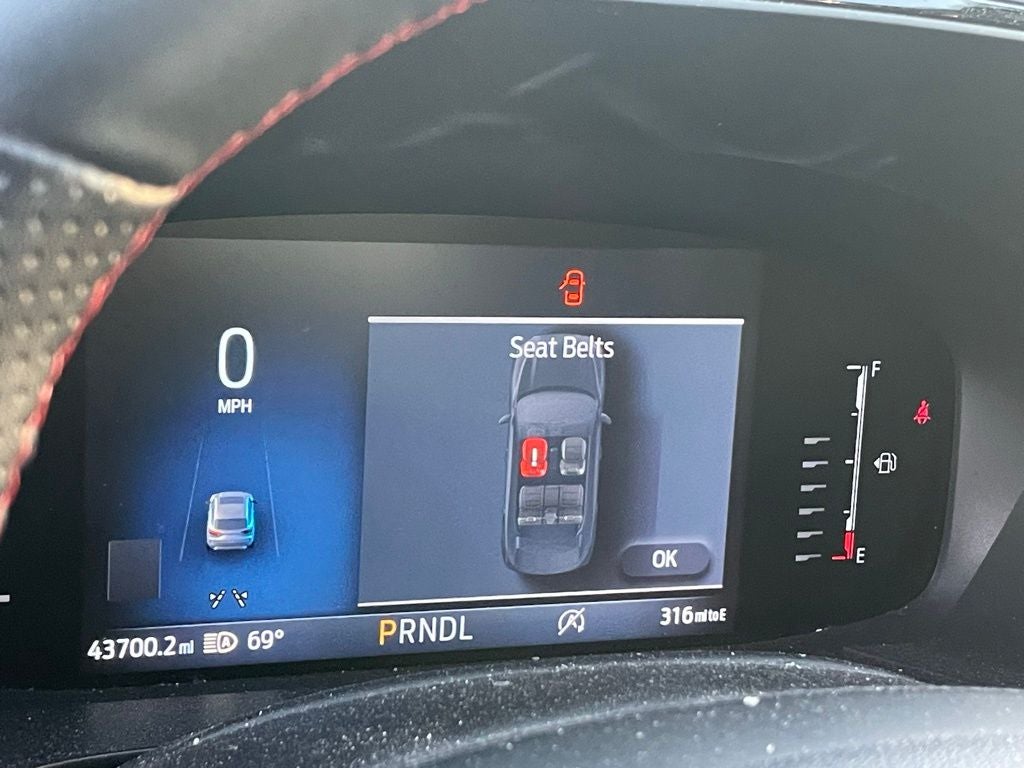 0
MPH
Seat Belts
F
E
OK
43700.2 mi A 69°
PRNDL
A
316 mi to E